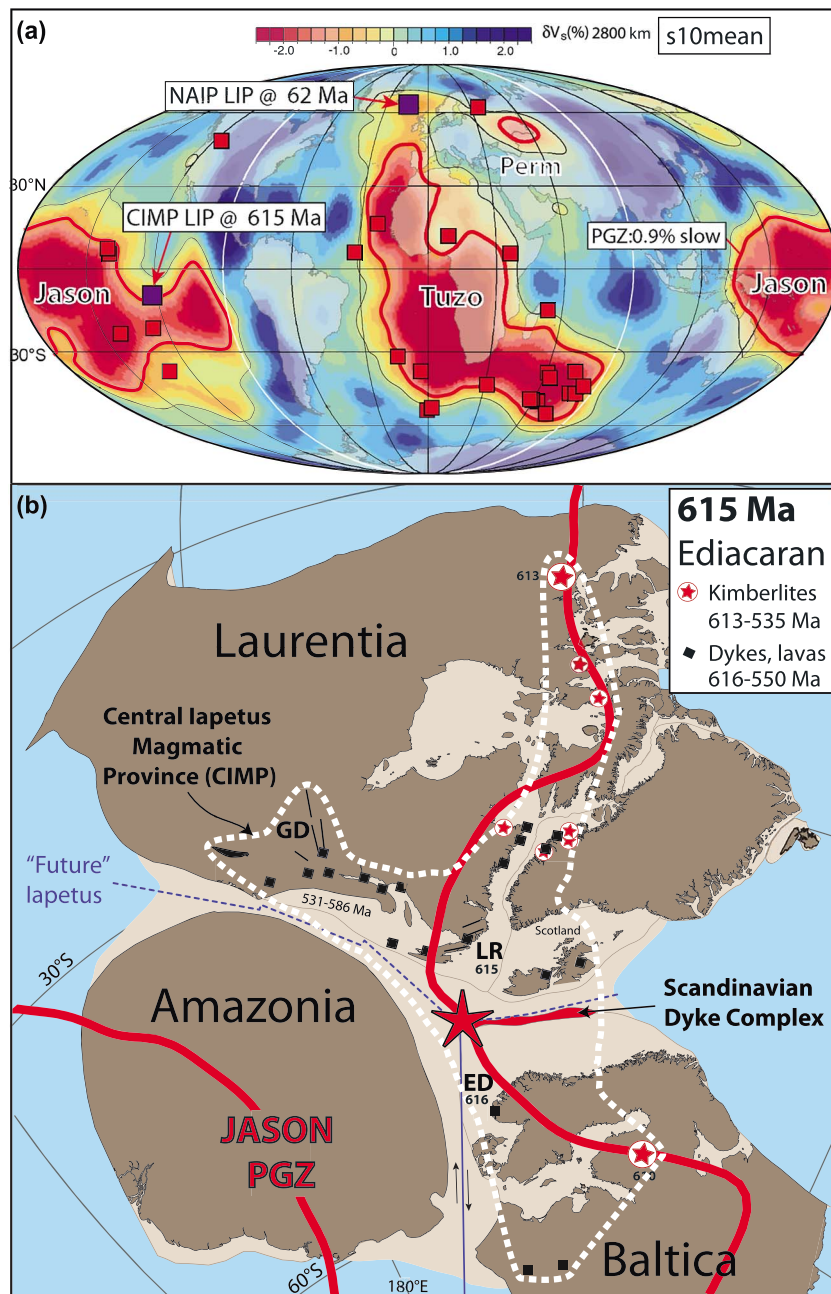 (a)
δVs(%) 2800 km
s10mean
-2.0 -1.0 0 1.0 2.0
NAIP LIP @ 62 Ma
Perm
30°N
CIMP LIP @ 615 Ma
PGZ:0.9% slow
Jason
Tuzo
Jason
30°S
(b)
615 Ma
Ediacaran
Kimberlites
613-535 Ma
Dykes, lavas
616-550 Ma
613
Laurentia
Central Iapetus
Magmatic
Province (CIMP)
GD
"Future"
Iapetus
531-586 Ma
LR
615
Scotland
30°S
Amazonia
Scandinavian
Dyke Complex
ED
616
JASON
PGZ
Baltica
60°S
180°E